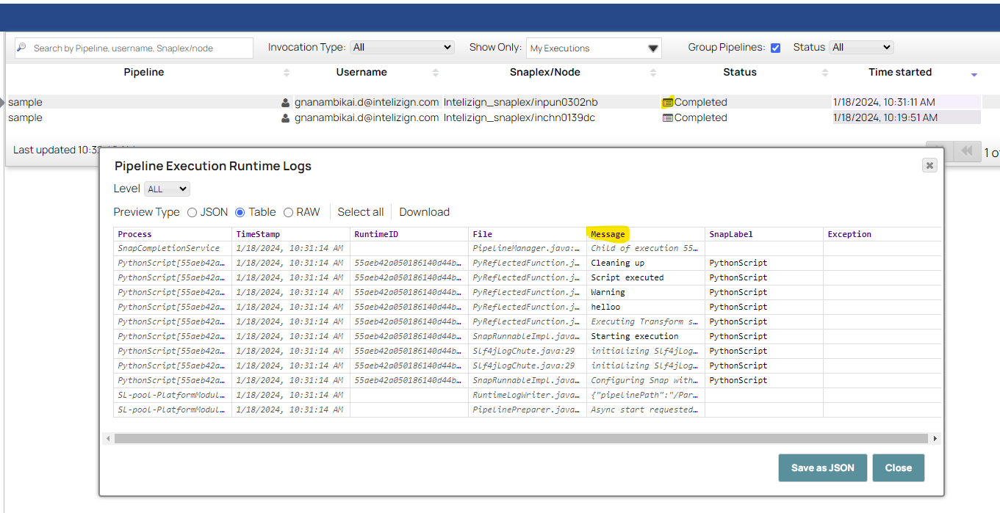 Search by Pipeline, username, Snaplex/node Invocation Type: All Show Only: My Executions Group Pipelines: Status All
Pipeline Username Snaplex/Node Status Time started
sample gnanambikai.d@intelizign.com Intelizign_snaplex/inpun0302nb Completed 1/18/2024, 10:31:11 AM
sample gnanambikai.d@intelizign.com Intelizign_snaplex/inchn0139dc Completed 1/18/2024, 10:19:51 AM
Last updated 1 o
Pipeline Execution Runtime Logs
Level ALL
Preview Type JSON Table RAW Select all Download
Process TimeStamp RuntimeID File Message SnapLabel Exception
SnapCompletionService 1/18/2024, 10:31:14 AM PipelineManager.java:… Child of execution 55…
PythonScript[55aeb42a… 1/18/2024, 10:31:14 AM 55aeb42a050186140d44b… PyReflectedFunction.j… Cleaning up PythonScript
PythonScript[55aeb42a… 1/18/2024, 10:31:14 AM 55aeb42a050186140d44b… PyReflectedFunction.j… Script executed PythonScript
PythonScript[55aeb42a… 1/18/2024, 10:31:14 AM 55aeb42a050186140d44b… PyReflectedFunction.j… Warning PythonScript
PythonScript[55aeb42a… 1/18/2024, 10:31:14 AM 55aeb42a050186140d44b… PyReflectedFunction.j… helloo PythonScript
PythonScript[55aeb42a… 1/18/2024, 10:31:14 AM 55aeb42a050186140d44b… PyReflectedFunction.j… Executing Transform s… PythonScript
PythonScript[55aeb42a… 1/18/2024, 10:31:14 AM 55aeb42a050186140d44b… SnapRunnableImpl.java… Starting execution PythonScript
PythonScript[55aeb42a… 1/18/2024, 10:31:14 AM 55aeb42a050186140d44b… Slf4jLogChute.java:29 initializing Slf4jLog… PythonScript
PythonScript[55aeb42a… 1/18/2024, 10:31:14 AM 55aeb42a050186140d44b… Slf4jLogChute.java:29 initializing Slf4jLog… PythonScript
PythonScript[55aeb42a… 1/18/2024, 10:31:14 AM 55aeb42a050186140d44b… SnapRunnableImpl.java… Configuring Snap with… PythonScript
SL-pool-PlatformModul… 1/18/2024, 10:31:14 AM RuntimeLogWriter.java… {"pipelinePath":"/Par…
SL-pool-PlatformModul… 1/18/2024, 10:31:14 AM PipelinePreparer.java… Async start requested…
Save as JSON Close